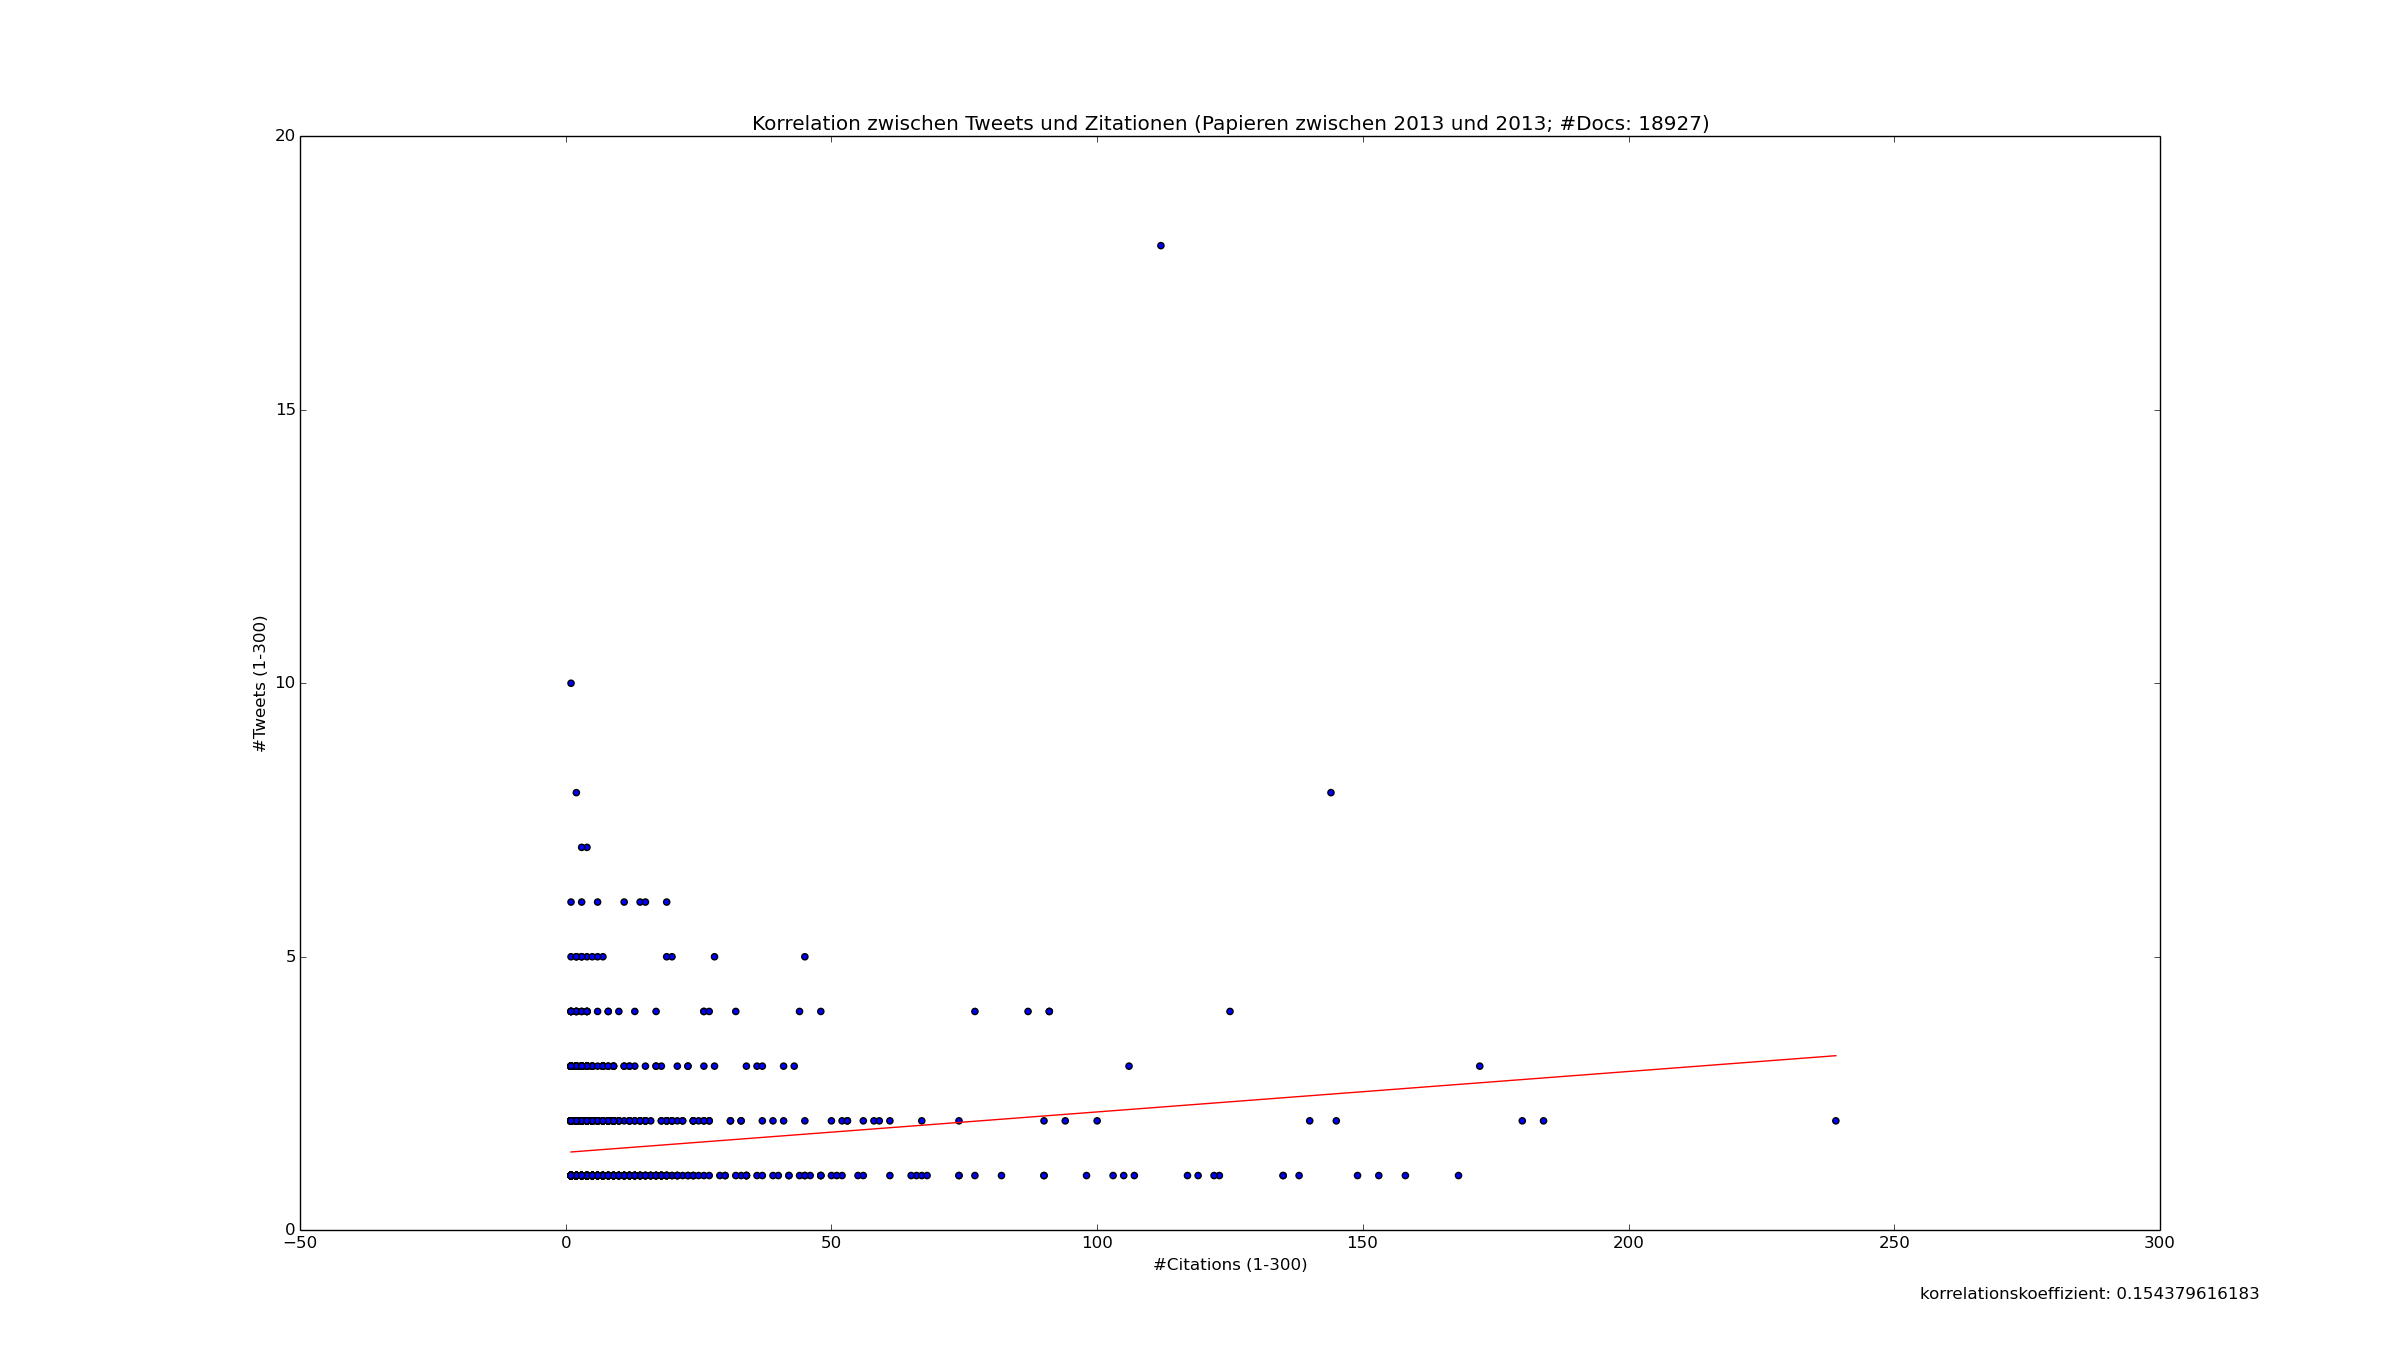 Korrelation zwischen Tweets und Zitationen (Papieren zwischen 2013 und 2013; #Docs: 18927)
20
15
10
5
0
#Tweets (1-300)
−50 0 50 100 150 200 250 300
#Citations (1-300)
korrelationskoeffizient: 0.154379616183